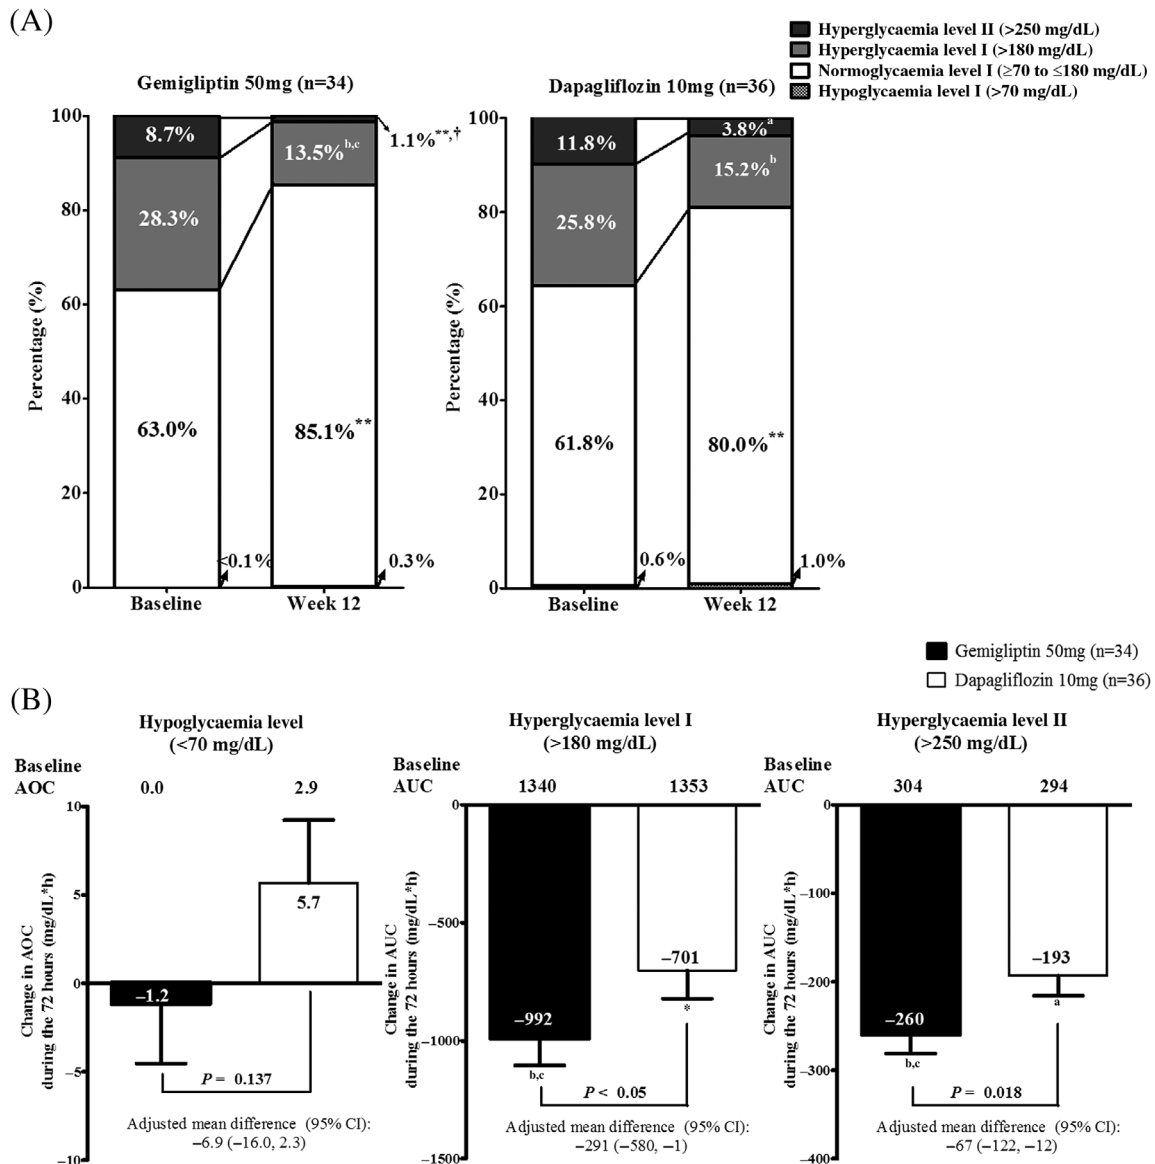 (A)
Hyperglycaemia level II (>250 mg/dL)
Hyperglycaemia level I (>180 mg/dL)
Normoglycaemia level I (≥70 to ≤180 mg/dL)
Hypoglycaemia level I (>70 mg/dL)
Gemigliptin 50mg (n=34)
Dapagliflozin 10mg (n=36)
Percentage (%)
100
80
60
40
20
0
8.7%
28.3%
63.0%
<0.1%
1.1%**,†
13.5%b,c
85.1%**
0.3%
Baseline
Week 12
Percentage (%)
100
80
60
40
20
0
11.8%
25.8%
61.8%
0.6%
3.8%a
15.2%b
80.0%**
1.0%
Baseline
Week 12
Gemigliptin 50mg (n=34)
Dapagliflozin 10mg (n=36)
(B)
Hypoglycaemia level
(<70 mg/dL)
Baseline
AOC
0.0
2.9
Change in AOC
during the 72 hours (mg/dL*h)
10
5
0
–5
–10
–1.2
5.7
P = 0.137
Adjusted mean difference (95% CI):
–6.9 (–16.0, 2.3)
Hyperglycaemia level I
(>180 mg/dL)
Baseline
AUC
1340
1353
Change in AUC
during the 72 hours (mg/dL*h)
0
–500
–1000
–1500
–992
b,c
–701
*
P < 0.05
Adjusted mean difference (95% CI):
–291 (–580, –1)
Hyperglycaemia level II
(>250 mg/dL)
Baseline
AUC
304
294
Change in AUC
during the 72 hours (mg/dL*h)
0
–100
–200
–300
–400
–260
b,c
–193
a
P = 0.018
Adjusted mean difference (95% CI):
–67 (–122, –12)